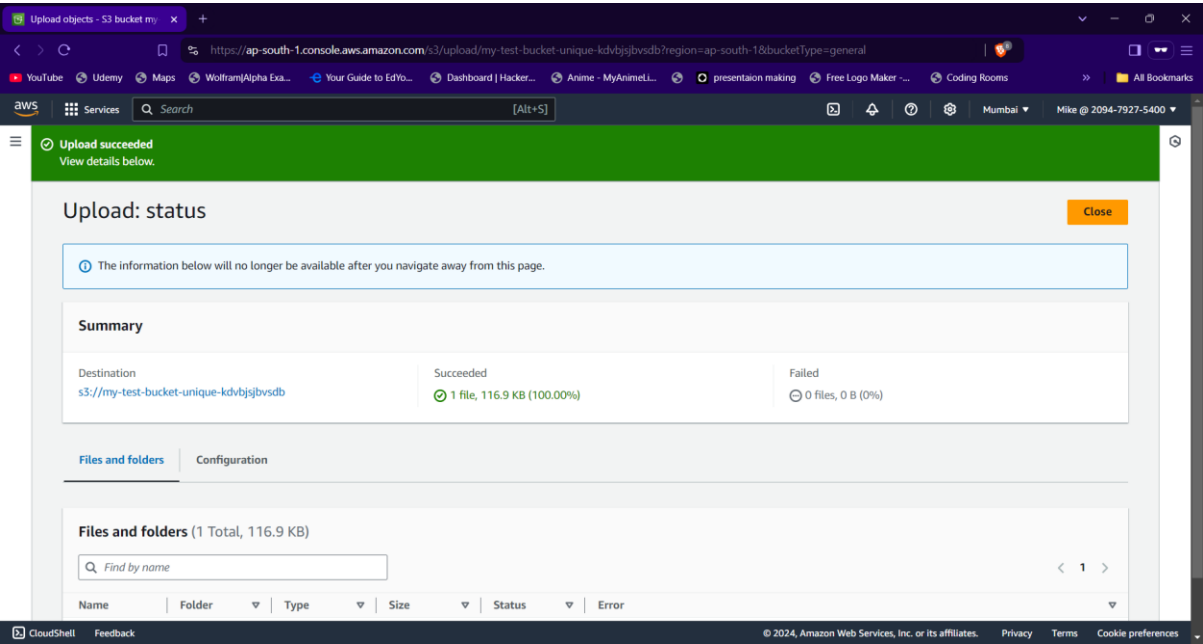 Upload objects - S3 bucket my
https://ap-south-1.console.aws.amazon.com/s3/upload/my-test-bucket-unique-kdvbjsjbvsdb?region=ap-south-1&bucketType=general
YouTube Udemy Maps Wolfram|Alpha Exa... Your Guide to EdYo... Dashboard | Hacker... Anime - MyAnimeLi... presentaion making Free Logo Maker -... Coding Rooms » All Bookmarks
aws Services Search [Alt+S] Mumbai Mike @ 2094-7927-5400
Upload succeeded
View details below.
Upload: status
Close
The information below will no longer be available after you navigate away from this page.
Summary
Destination Succeeded Failed
s3://my-test-bucket-unique-kdvbjsjbvsdb 1 file, 116.9 KB (100.00%) 0 files, 0 B (0%)
Files and folders Configuration
Files and folders (1 Total, 116.9 KB)
Find by name < 1 >
Name Folder Type Size Status Error
CloudShell Feedback © 2024, Amazon Web Services, Inc. or its affiliates. Privacy Terms Cookie preferences